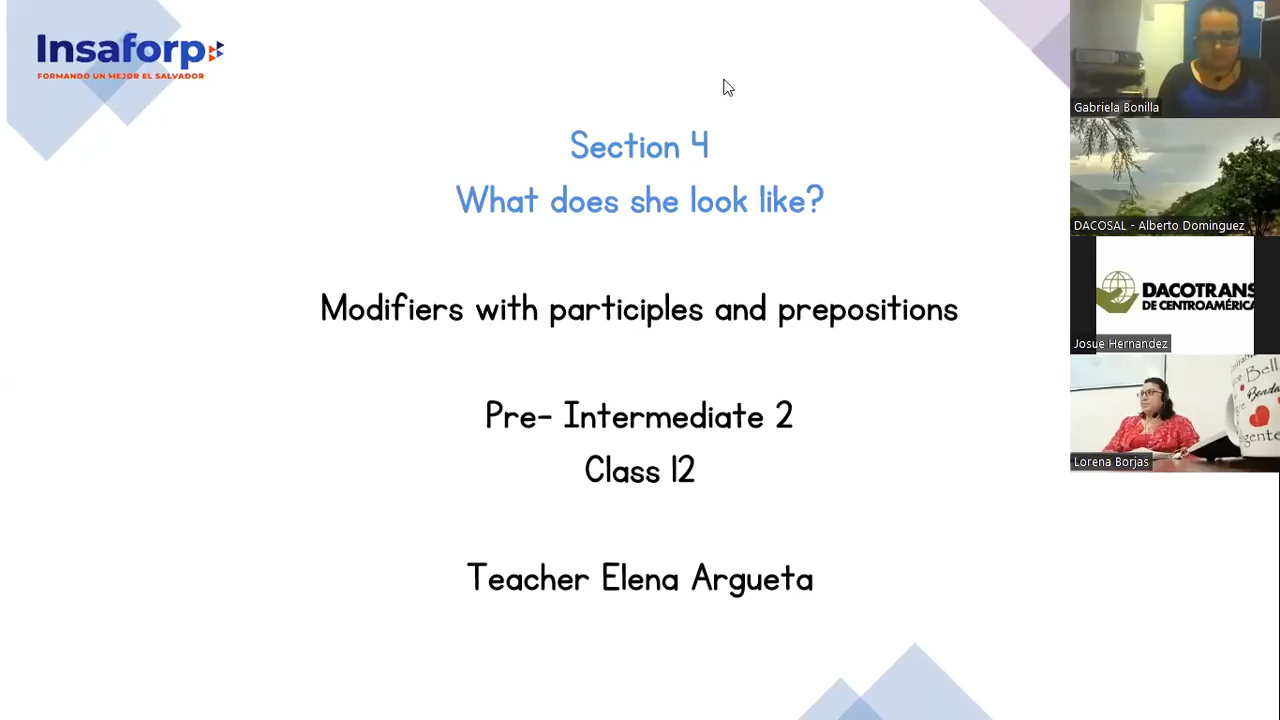 Insaforp
FORMANDO UN MEJOR EL SALVADOR
Section 4
What does she look like?
Modifiers with participles and prepositions
Pre- Intermediate 2
Class 12
Teacher Elena Argueta
Gabriela Bonilla
DACOSAL - Alberto Dominguez
DACOTRANS
DE CENTROAMÉRICA
Josue Hernandez
Bell
Lorena Borjas